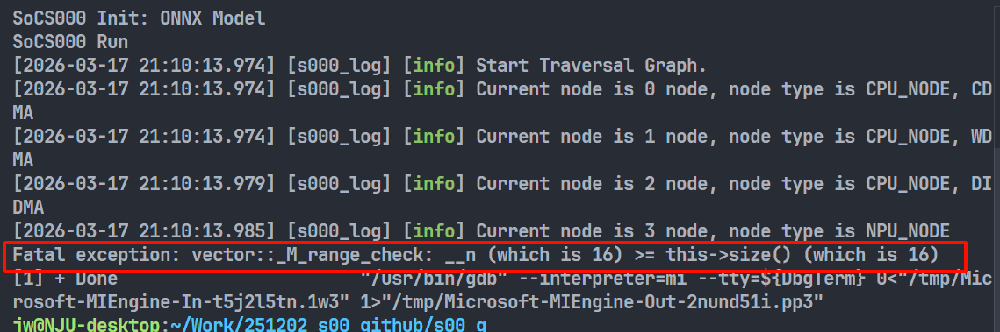 SoCS000 Init: ONNX Model
SoCS000 Run
[2026-03-17 21:10:13.974] [s000_log] [info] Start Traversal Graph.
[2026-03-17 21:10:13.974] [s000_log] [info] Current node is 0 node, node type is CPU_NODE, CD
MA
[2026-03-17 21:10:13.974] [s000_log] [info] Current node is 1 node, node type is CPU_NODE, WD
MA
[2026-03-17 21:10:13.979] [s000_log] [info] Current node is 2 node, node type is CPU_NODE, DI
DMA
[2026-03-17 21:10:13.985] [s000_log] [info] Current node is 3 node, node type is NPU_NODE
Fatal exception: vector::_M_range_check: __n (which is 16) >= this->size() (which is 16)
[1] + Done "/usr/bin/gdb" --interpreter=mi --tty=${DbgTerm} 0<"/tmp/Mic
rosoft-MIEngine-In-t5j2l5tn.1w3" 1>"/tmp/Microsoft-MIEngine-Out-2nund51i.pp3"
jw@NJU-desktop:~/Work/251202_s00_github/s00_g